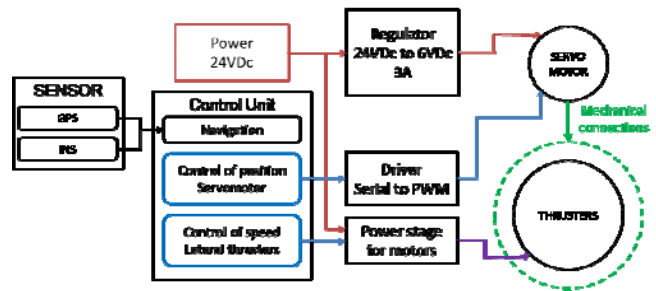 Power
24VDc
Regulator
24VDc to 6VDc
3A
SERVO
MOTOR
SENSOR
GPS
INS
Control Unit
Navigation
Control of position
Servomotor
Control of speed
Lateral thrusters
Driver
Serial to PWM
Power stage
for motors
Mechanical
connections
THRUSTERS